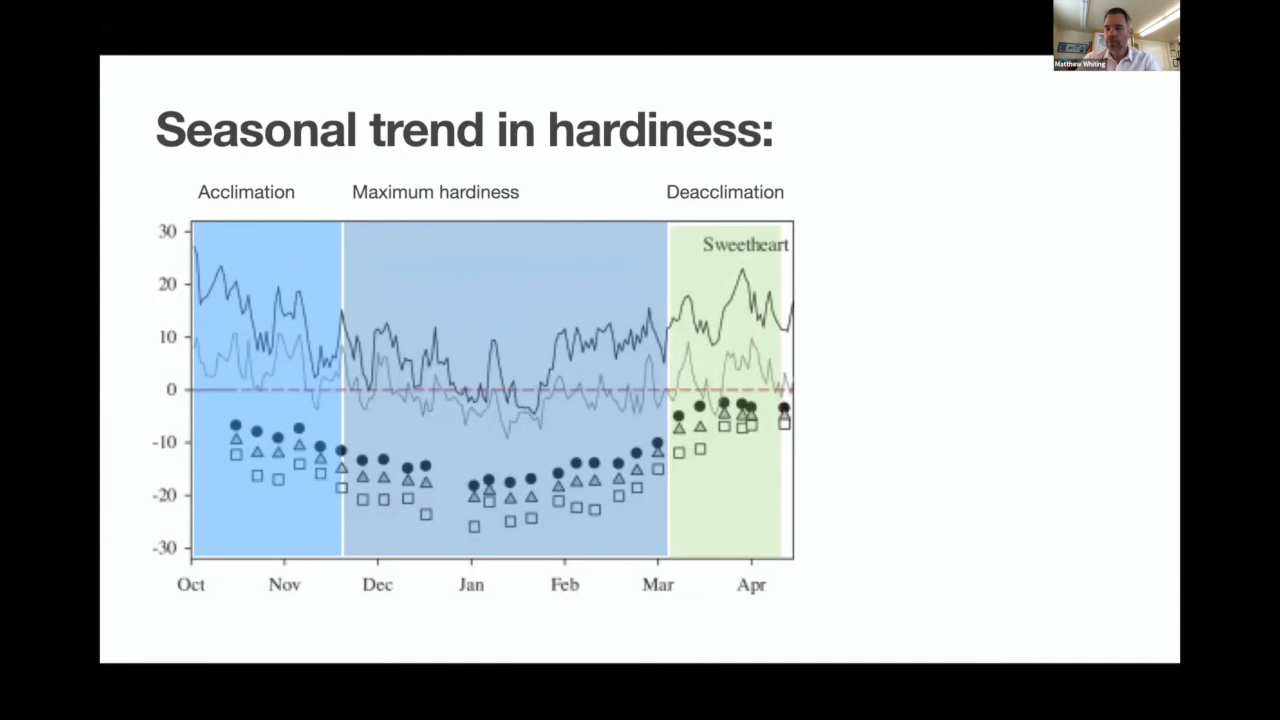 Matthew Whiting
Seasonal trend in hardiness:
Acclimation Maximum hardiness Deacclimation
Sweetheart
30
20
10
0
-10
-20
-30
Oct Nov Dec Jan Feb Mar Apr